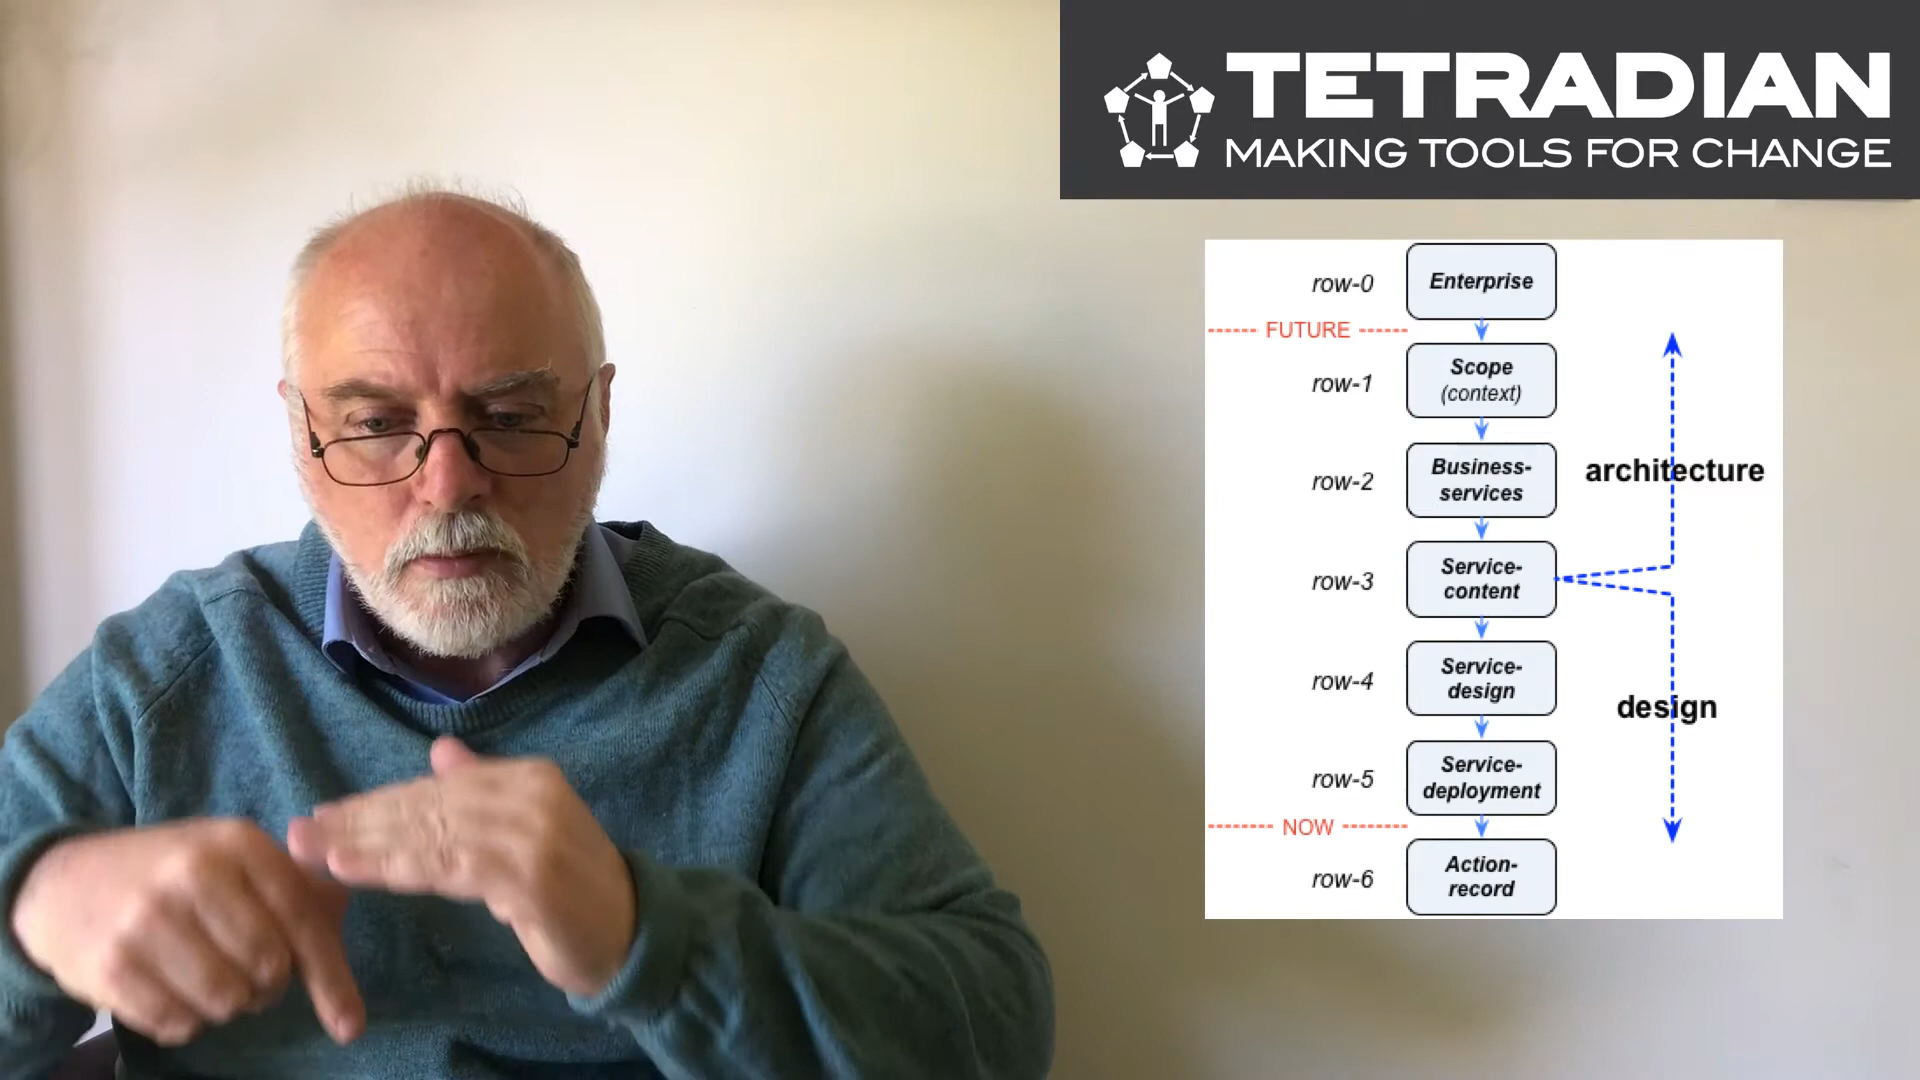 TETRADIAN
MAKING TOOLS FOR CHANGE
row-0
Enterprise
FUTURE
row-1
Scope
(context)
row-2
Business-
services
architecture
row-3
Service-
content
row-4
Service-
design
design
row-5
Service-
deployment
NOW
row-6
Action-
record